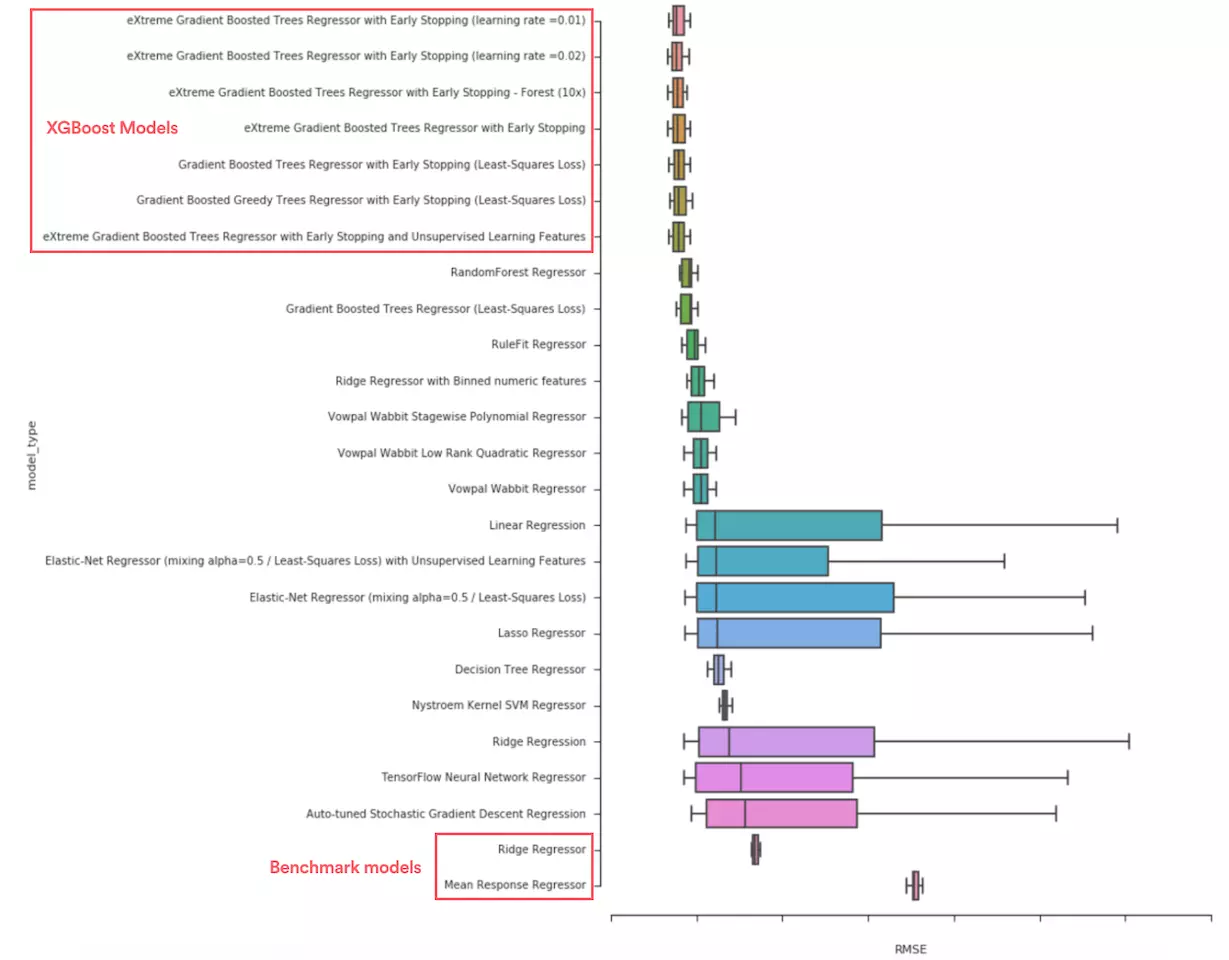 eXtreme Gradient Boosted Trees Regressor with Early Stopping (learning rate =0.01)
eXtreme Gradient Boosted Trees Regressor with Early Stopping (learning rate =0.02)
eXtreme Gradient Boosted Trees Regressor with Early Stopping - Forest (10x)
XGBoost Models
eXtreme Gradient Boosted Trees Regressor with Early Stopping
Gradient Boosted Trees Regressor with Early Stopping (Least-Squares Loss)
Gradient Boosted Greedy Trees Regressor with Early Stopping (Least-Squares Loss)
eXtreme Gradient Boosted Trees Regressor with Early Stopping and Unsupervised Learning Features
RandomForest Regressor
Gradient Boosted Trees Regressor (Least-Squares Loss)
RuleFit Regressor
Ridge Regressor with Binned numeric features
Vowpal Wabbit Stagewise Polynomial Regressor
model_type
Vowpal Wabbit Low Rank Quadratic Regressor
Vowpal Wabbit Regressor
Linear Regression
Elastic-Net Regressor (mixing alpha=0.5 / Least-Squares Loss) with Unsupervised Learning Features
Elastic-Net Regressor (mixing alpha=0.5 / Least-Squares Loss)
Lasso Regressor
Decision Tree Regressor
Nystroem Kernel SVM Regressor
Ridge Regression
TensorFlow Neural Network Regressor
Auto-tuned Stochastic Gradient Descent Regression
Ridge Regressor
Benchmark models
Mean Response Regressor
RMSE